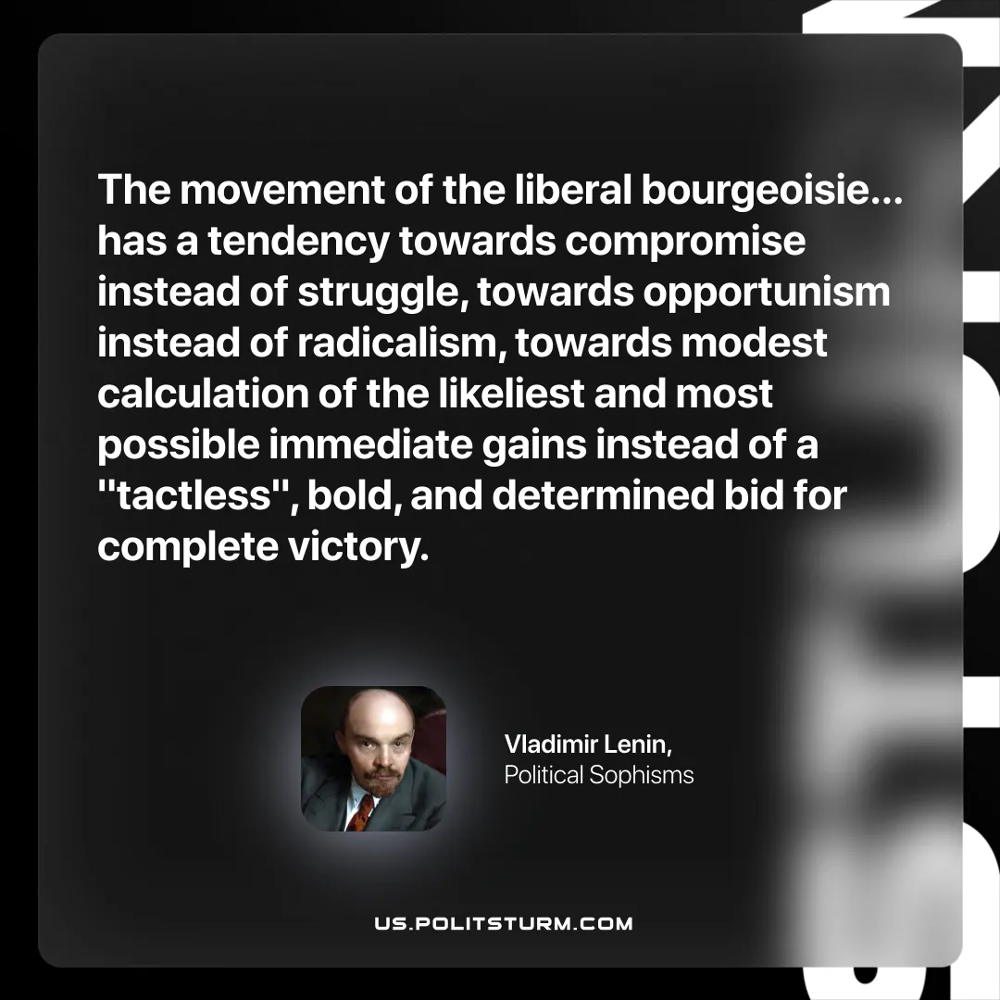 The movement of the liberal bourgeoisie...
has a tendency towards compromise
instead of struggle, towards opportunism
instead of radicalism, towards modest
calculation of the likeliest and most
possible immediate gains instead of a
"tactless", bold, and determined bid for
complete victory.
Vladimir Lenin,
Political Sophisms
US.POLITSTURM.COM